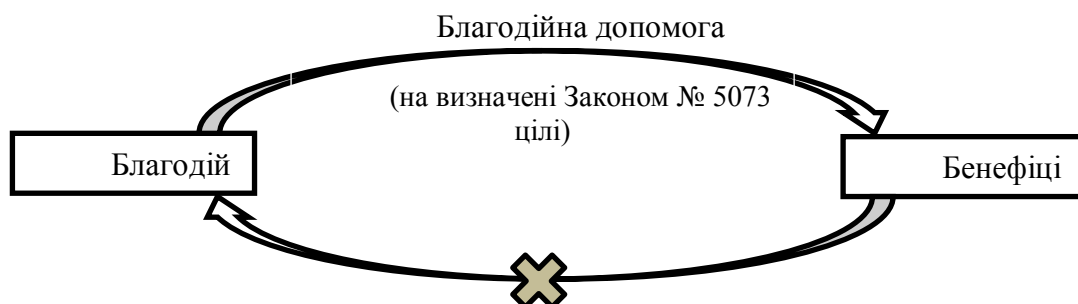 Благодійна допомога
(на визначені Законом № 5073
цілі)
Благодій
Бенефіці